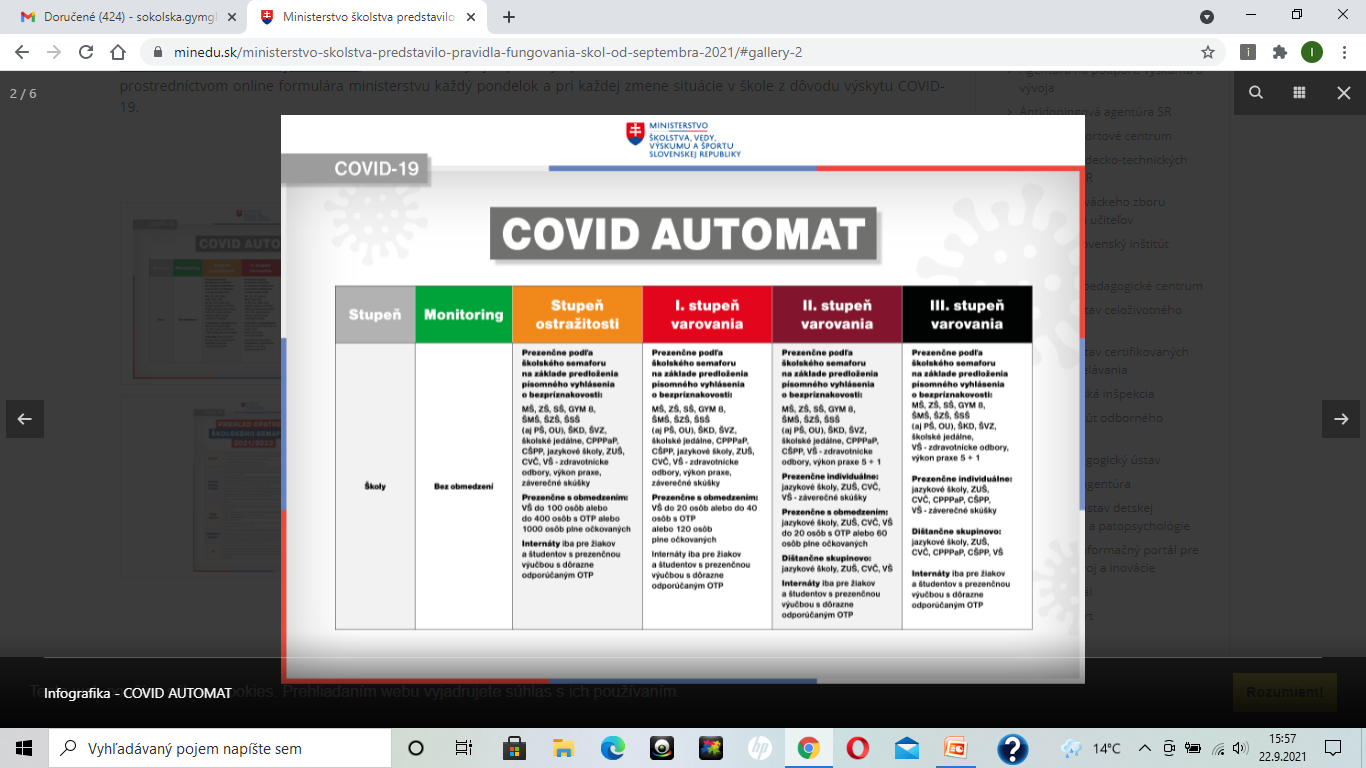 Doručené (424) - sokolska.gymgl
Ministerstvo školstva predstavilo
minedu.sk/ministerstvo-skolstva-predstavilo-pravidla-fungovania-skol-od-septembra-2021/#gallery-2
I
prostredníctvom online formulára ministerstvu každý pondelok a pri každej zmene situácie v škole z dôvodu výskytu COVID-
19.
2 / 6
vývoja
Antidopingová agentúra SR
MINISTERSTVO
ŠKOLSTVA, VEDY,
VÝSKUMU A ŠPORTU
SLOVENSKEJ REPUBLIKY
COVID-19
COVID AUTOMAT
Stupeň
Monitoring
Stupeň
ostražitosti
I. stupeň
varovania
II. stupeň
varovania
III. stupeň
varovania
Školy
Bez obmedzení
Prezenčne podľa
školského semaforu
na základe predloženia
písomného vyhlásenia
o bezpríznakovosti:
MŠ, ZŠ, SŠ, GYM 8,
ŠMŠ, ŠZŠ, ŠSŠ
(aj PŠ, OU), ŠKD, ŠVZ,
školské jedálne, CPPPaP,
CŠPP, jazykové školy, ZUŠ,
CVČ, VŠ - zdravotnícke
odbory, výkon praxe,
záverečné skúšky
Prezenčne s obmedzením:
VŠ do 100 osôb alebo
do 400 osôb s OTP alebo
1000 osôb plne očkovaných
Internáty iba pre žiakov
a študentov s prezenčnou
výučbou s dôrazne
odporúčaným OTP
Prezenčne podľa
školského semaforu
na základe predloženia
písomného vyhlásenia
o bezpríznakovosti:
MŠ, ZŠ, SŠ, GYM 8,
ŠMŠ, ŠZŠ, ŠSŠ
(aj PŠ, OU), ŠKD, ŠVZ,
školské jedálne, CPPPaP,
CŠPP, jazykové školy, ZUŠ,
CVČ, VŠ - zdravotnícke
odbory, výkon praxe,
záverečné skúšky
Prezenčne s obmedzením:
VŠ do 20 osôb alebo do 40
osôb s OTP
alebo 120 osôb
plne očkovaných
Internáty iba pre žiakov
a študentov s prezenčnou
výučbou s dôrazne
odporúčaným OTP
Prezenčne podľa
školského semaforu
na základe predloženia
písomného vyhlásenia
o bezpríznakovosti:
MŠ, ZŠ, SŠ, GYM 8,
ŠMŠ, ŠZŠ, ŠSŠ
(aj PŠ, OU), ŠKD, ŠVZ,
školské jedálne, CPPPaP,
CŠPP, VŠ - zdravotnícke
odbory, výkon praxe 5 + 1
Prezenčne individuálne:
jazykové školy, ZUŠ, CVČ,
VŠ - záverečné skúšky
Prezenčne s obmedzením:
jazykové školy, ZUŠ, CVČ, VŠ
do 20 osôb s OTP alebo 60
osôb plne očkovaných
Dištančne skupinovo:
jazykové školy, ZUŠ, CVČ, VŠ
Internáty iba pre žiakov
a študentov s prezenčnou
výučbou s dôrazne
odporúčaným OTP
Prezenčne podľa
školského semaforu
na základe predloženia
písomného vyhlásenia
o bezpríznakovosti:
MŠ, ZŠ, SŠ, GYM 8,
ŠMŠ, ŠZŠ, ŠSŠ
(aj PŠ, OU), ŠKD, ŠVZ,
školské jedálne,
VŠ - zdravotnícke odbory,
výkon praxe 5 + 1
Prezenčne individuálne:
jazykové školy, ZUŠ,
CVČ, CPPPaP, CŠPP,
VŠ - záverečné skúšky
Dištančne skupinovo:
jazykové školy, ZUŠ,
CVČ, CPPPaP, CŠPP, VŠ
Internáty iba pre žiakov
a študentov s prezenčnou
výučbou s dôrazne
odporúčaným OTP
Infografika - COVID AUTOMAT
Prehliadaním webu vyjadrujete súhlas s ich používaním.
Rozumiem!
Vyhľadávaný pojem napíšte sem
14°C
15:57
22.9.2021